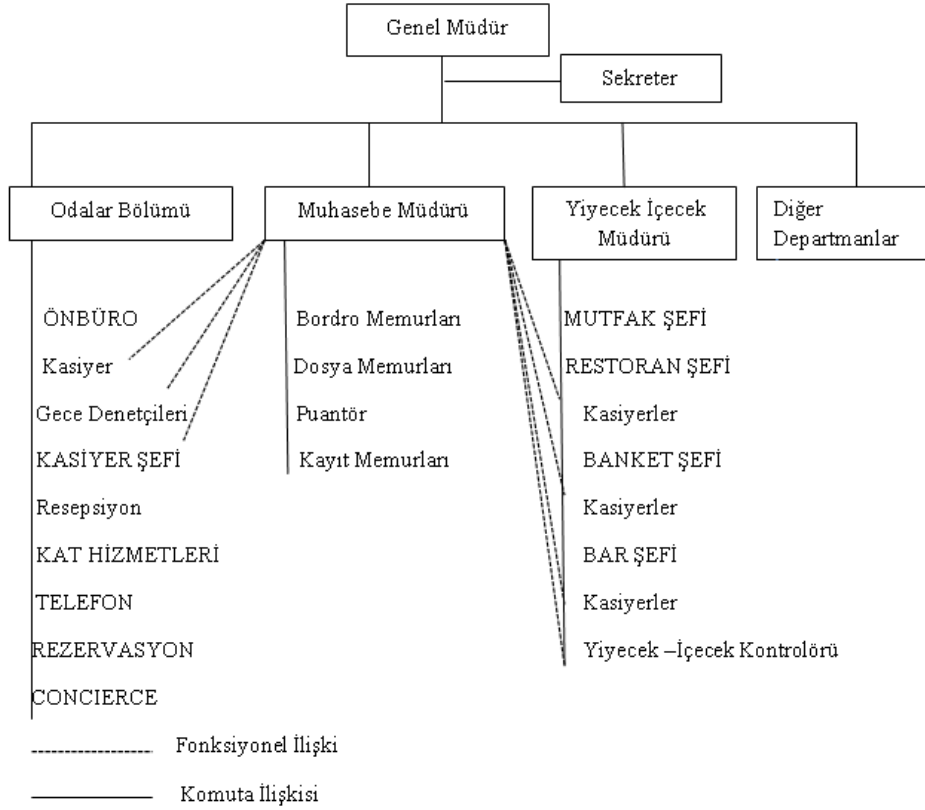 Genel Müdür
Sekreter
Odalar Bölümü
Muhasebe Müdürü
Yiyecek İçecek
Müdürü
Diğer
Departmanlar
ÖNBÜRO
Kasiyer
Gece Denetçileri
KASİYER ŞEFİ
Resepsiyon
KAT HİZMETLERİ
TELEFON
REZERVASYON
CONCIERCE
Bordro Memurları
Dosya Memurları
Puantör
Kayıt Memurları
MUTFAK ŞEFİ
RESTORAN ŞEFİ
Kasiyerler
BANKET ŞEFİ
Kasiyerler
BAR ŞEFİ
Kasiyerler
Yiyecek –İçecek Kontrolörü
Fonksiyonel İlişki
Komuta İlişkisi